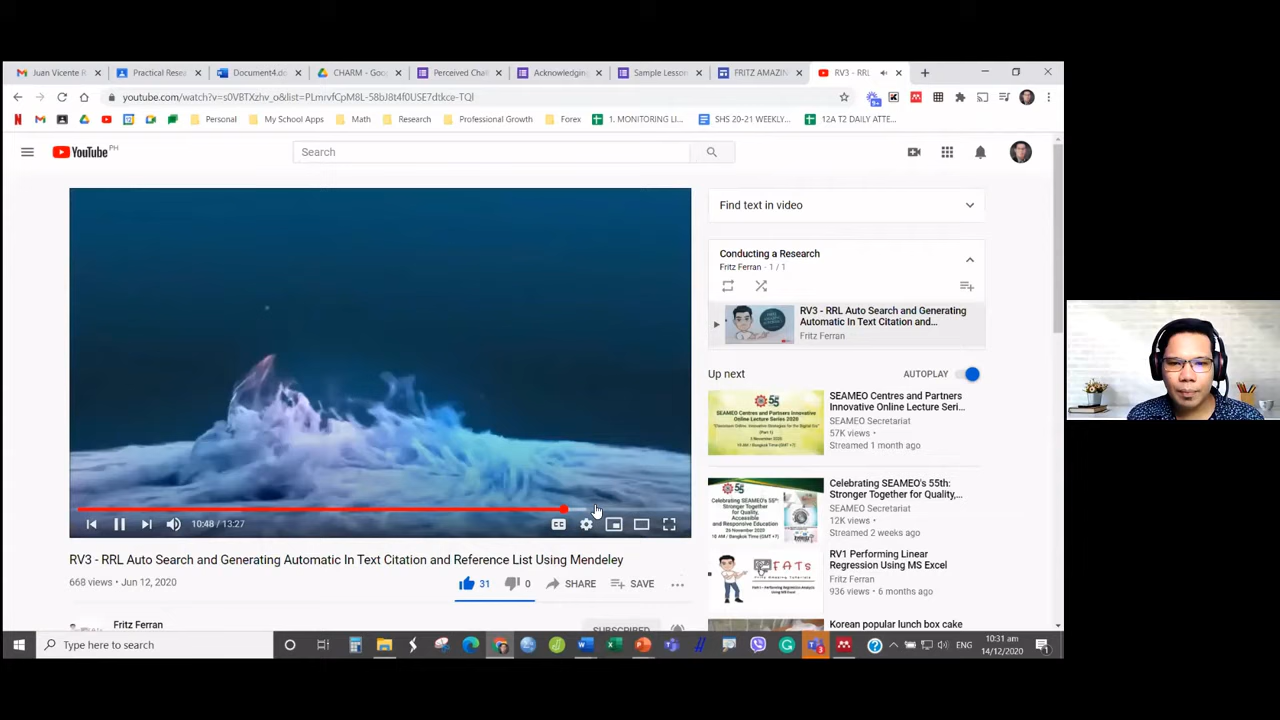 Juan Vicente R
Practical Resea
Document4.do
CHARM - Goo
Perceived Chal
Acknowledging
Sample Lesson
FRITZ AMAZIN
RV3 - RRL
youtube.com/watch?v=s0VBTXzhv_o&list=PLmrvfCpM8L-58bJ8t4f0USE7dtkce-TQl
Personal
My School Apps
Math
Research
Professional Growth
Forex
1. MONITORING LI...
SHS 20-21 WEEKLY...
12A T2 DAILY ATTE...
YouTube PH
Search
Find text in video
Conducting a Research
Fritz Ferran · 1 / 1
RV3 - RRL Auto Search and Generating
Automatic In Text Citation and...
Fritz Ferran
Up next
AUTOPLAY
SEAMEO Centres and Partners
Innovative Online Lecture Seri...
SEAMEO Secretariat
57K views •
Streamed 1 month ago
Celebrating SEAMEO's 55th:
Stronger Together for Quality,...
SEAMEO Secretariat
12K views •
Streamed 2 weeks ago
RV1 Performing Linear
Regression Using MS Excel
Fritz Ferran
936 views • 6 months ago
Korean popular lunch box cake
10:48 / 13:27
RV3 - RRL Auto Search and Generating Automatic In Text Citation and Reference List Using Mendeley
668 views • Jun 12, 2020
31
0
SHARE
SAVE
Fritz Ferran
SUBSCRIBED
Type here to search
ENG
10:31 am
14/12/2020